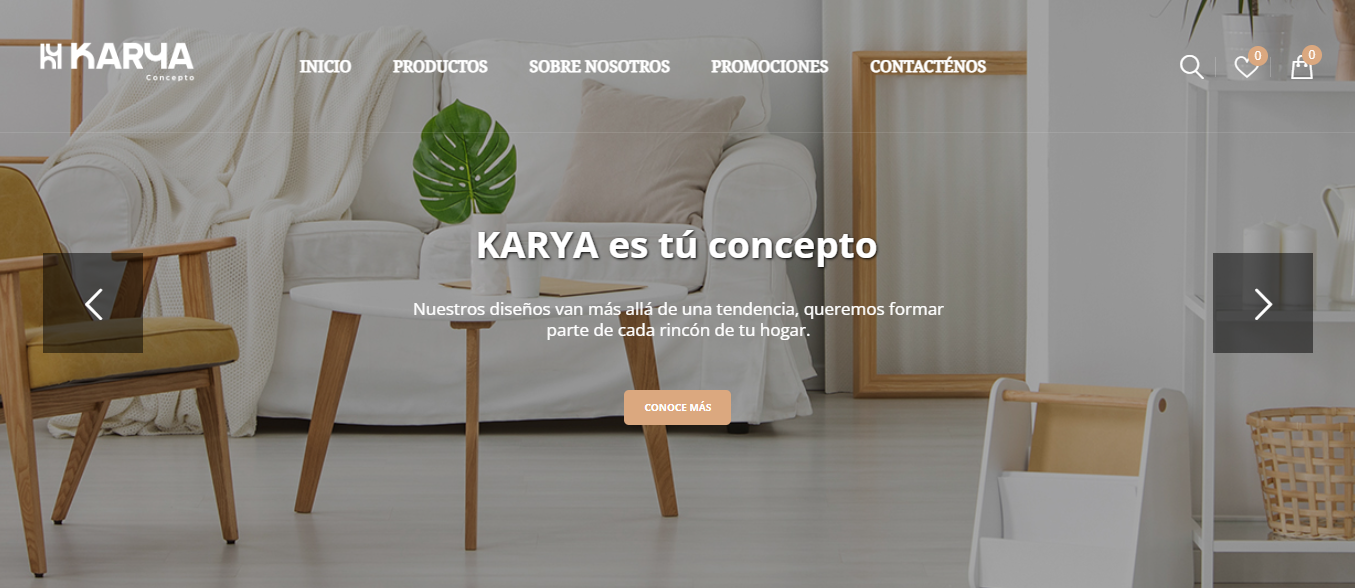 KARYA
Concepto
INICIO
PRODUCTOS
SOBRE NOSOTROS
PROMOCIONES
CONTACTÉNOS
0
0
KARYA es tú concepto
Nuestros diseños van más allá de una tendencia, queremos formar
parte de cada rincón de tu hogar.
CONOCE MÁS